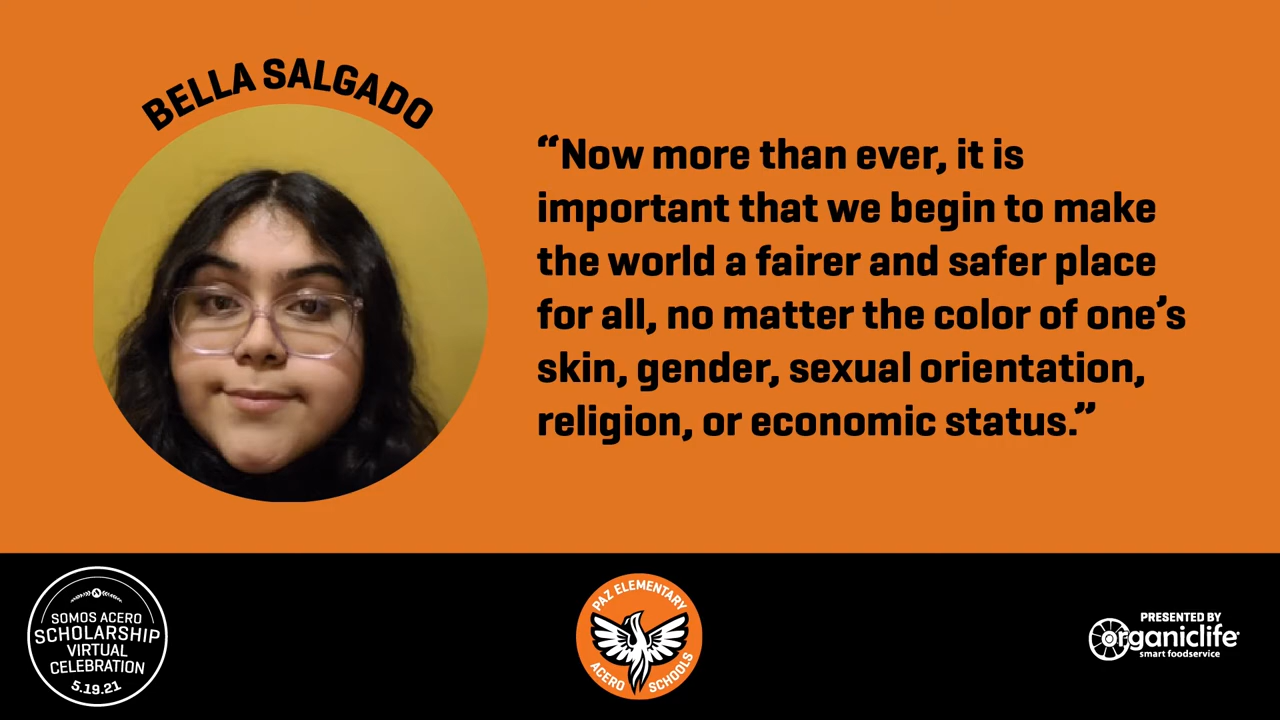 BELLA SALGADO
“Now more than ever, it is
important that we begin to make
the world a fairer and safer place
for all, no matter the color of one’s
skin, gender, sexual orientation,
religion, or economic status.”
SOMOS ACERO
SCHOLARSHIP
VIRTUAL
CELEBRATION
5.19.21
PAZ ELEMENTARY
ACERO SCHOOLS
PRESENTED BY
organiclife
smart foodservice